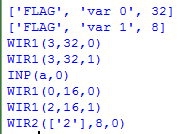 ['FLAG', 'var 0', 32]
['FLAG', 'var 1', 8]
WIR1(3,32,0)
WIR1(3,32,1)
INP(a,0)
WIR1(0,16,0)
WIR1(2,16,1)
WIR2(['2'],8,0)